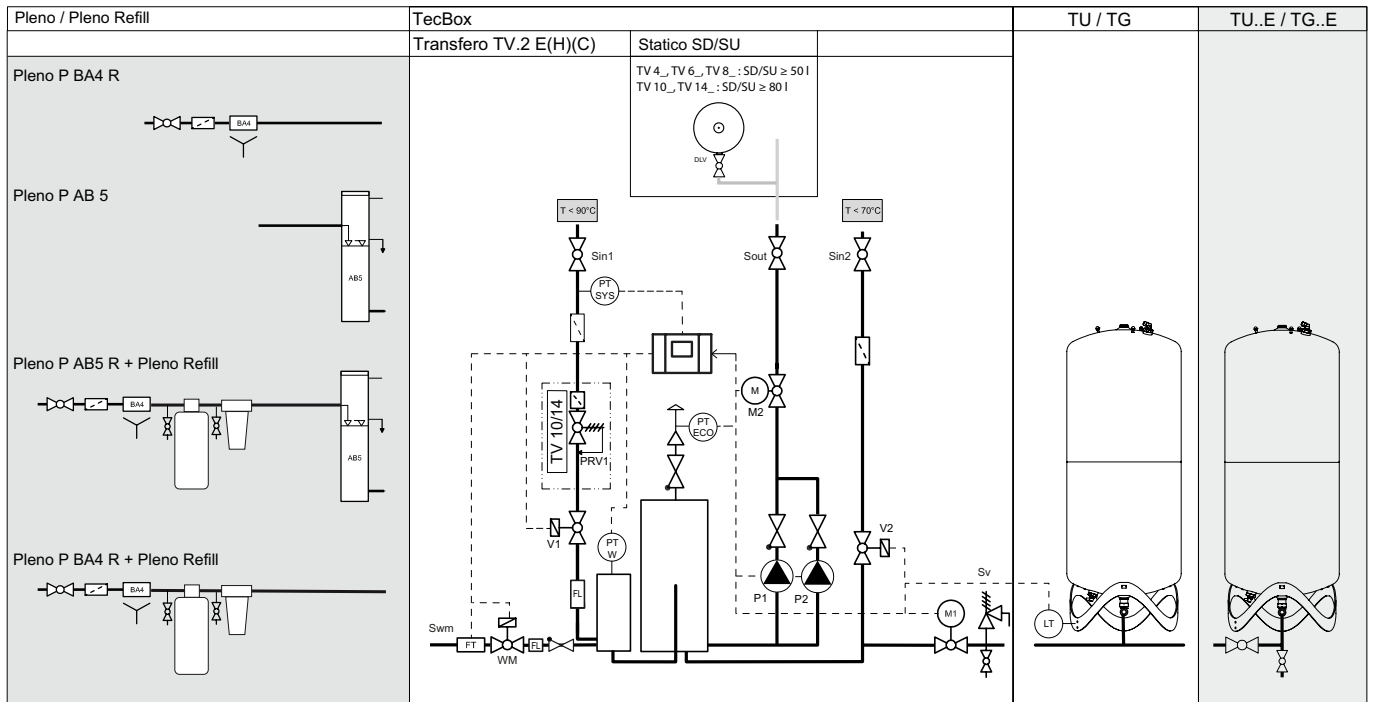 Pleno / Pleno Refill
TecBox
TU / TG
TU..E / TG..E
Transfero TV.2 E(H)(C)
Statico SD/SU
Pleno P BA4 R
BA4
Pleno P AB 5
AB5
Pleno P AB5 R + Pleno Refill
BA4
AB5
Pleno P BA4 R + Pleno Refill
BA4
TV 4_, TV 6_, TV 8_ : SD/SU ≥ 50 l
TV 10_, TV 14_ : SD/SU ≥ 80 l
DLV
T < 90°C
T < 70°C
Sin1
Sout
Sin2
PT
SYS
M
M2
TV 10/14
PRV1
PT
ECO
V1
PT
W
V2
FL
P1
P2
Sv
M1
LT
Swm
FT
WM
FL